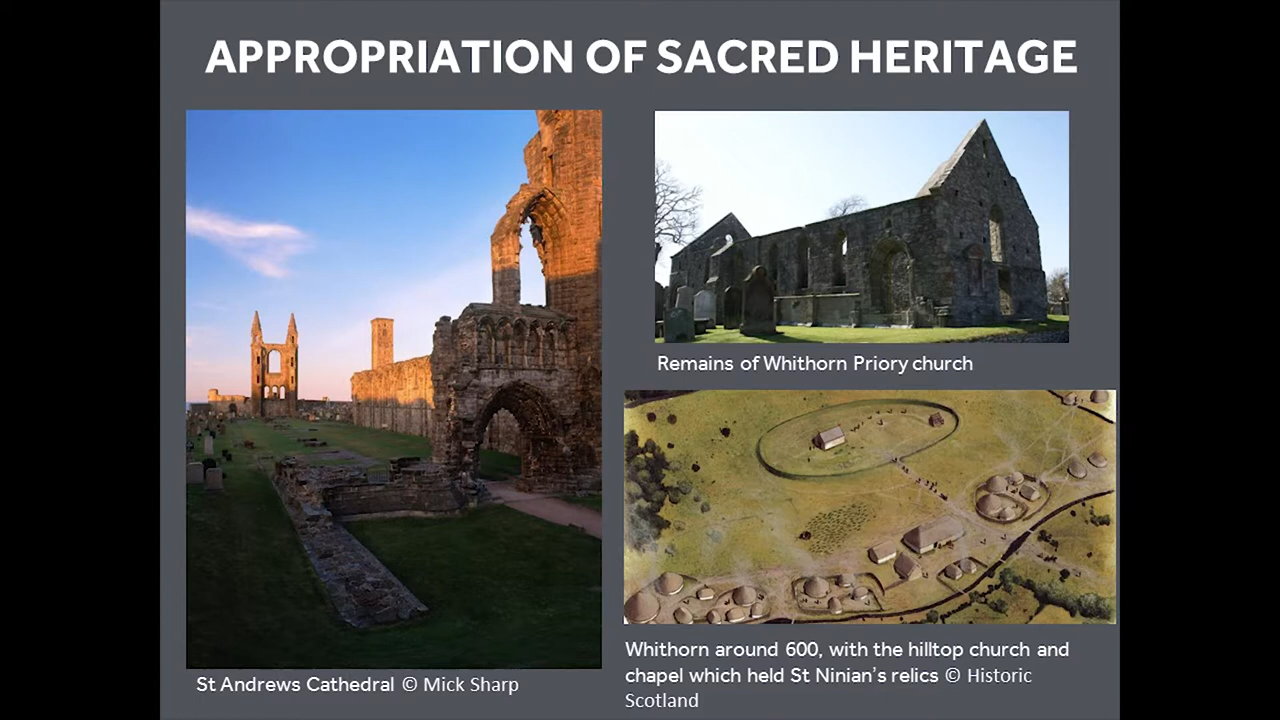 APPROPRIATION OF SACRED HERITAGE
St Andrews Cathedral © Mick Sharp
Remains of Whithorn Priory church
Whithorn around 600, with the hilltop church and
chapel which held St Ninian's relics © Historic
Scotland